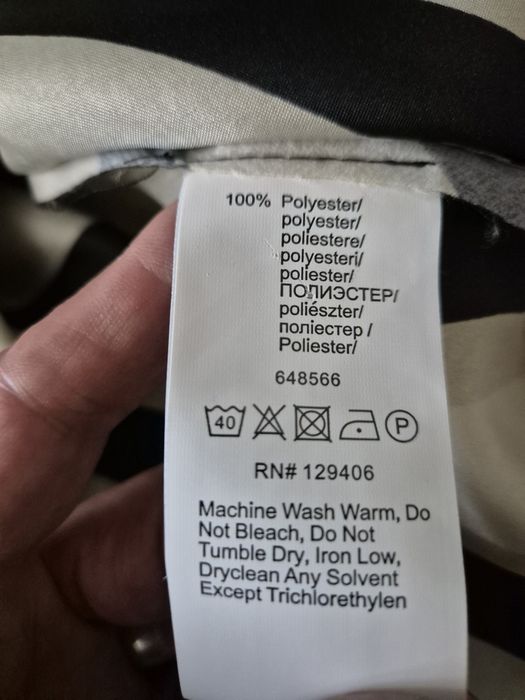 100% Polyester/
polyester/
poliestere/
polyesteri/
poliester/
ПОЛИЭСТЕР/
poliészter/
поліестер /
Poliester/
648566
40 P
RN# 129406
Machine Wash Warm, Do
Not Bleach, Do Not
Tumble Dry, Iron Low,
Dryclean Any Solvent
Except Trichlorethylen